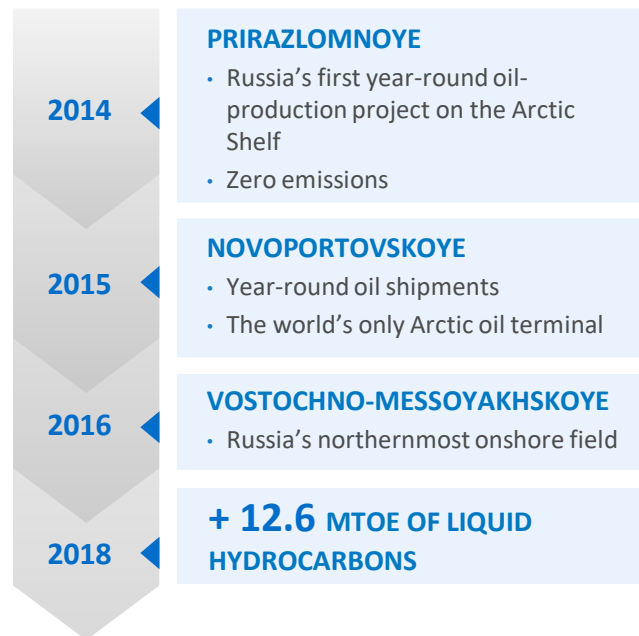 2014
PRIRAZLOMNOYE
• Russia's first year-round oil-
production project on the Arctic
Shelf
• Zero emissions
2015
NOVOPORTOVSKOYE
• Year-round oil shipments
• The world's only Arctic oil terminal
2016
VOSTOCHNO-MESSOYAKHSKOYE
• Russia's northernmost onshore field
2018
+ 12.6 MTOE OF LIQUID
HYDROCARBONS